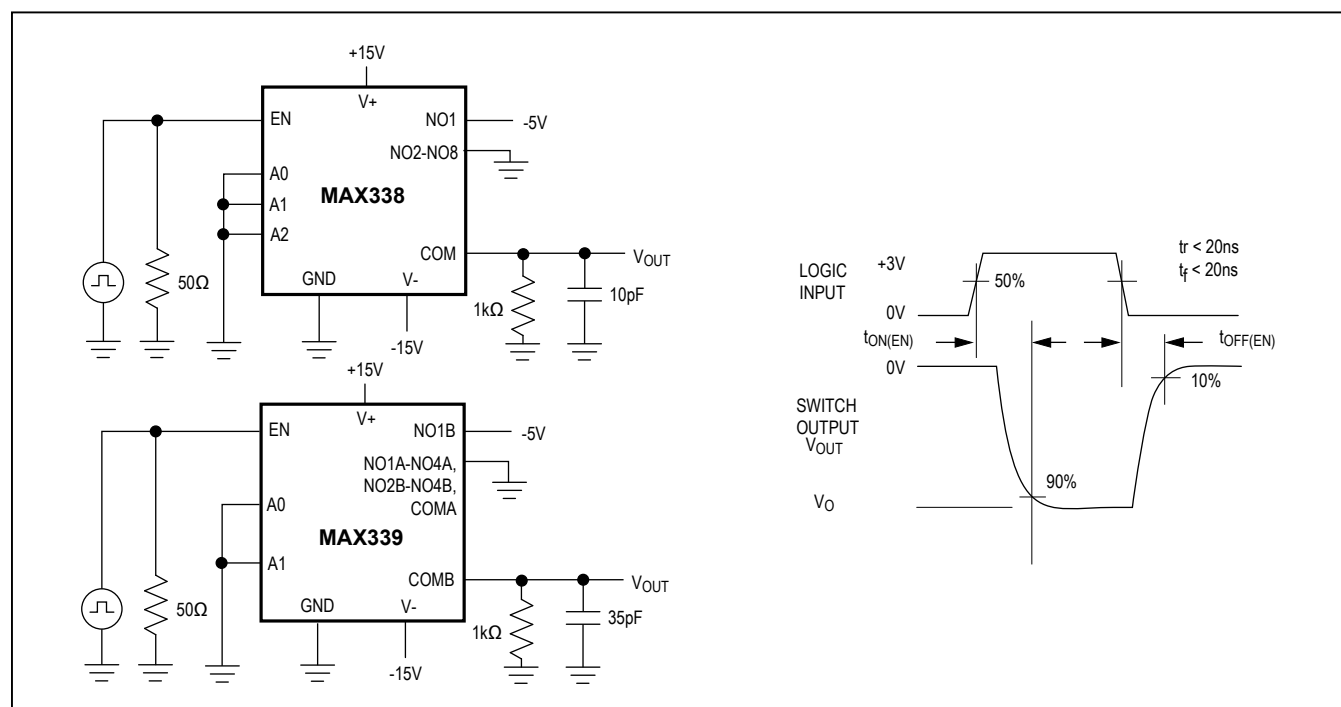 +15V
V+
EN
NO1
-5V
NO2-NO8
A0
A1
A2
MAX338
COM
VOUT
GND
V-
50Ω
1kΩ
10pF
-15V
+15V
V+
EN
NO1B
-5V
NO1A-NO4A,
NO2B-NO4B,
COMA
A0
MAX339
A1
COMB
VOUT
GND
V-
50Ω
1kΩ
35pF
-15V
LOGIC
INPUT
+3V
0V
50%
tr < 20ns
tf < 20ns
tON(EN)
tOFF(EN)
0V
10%
SWITCH
OUTPUT
VOUT
90%
VO